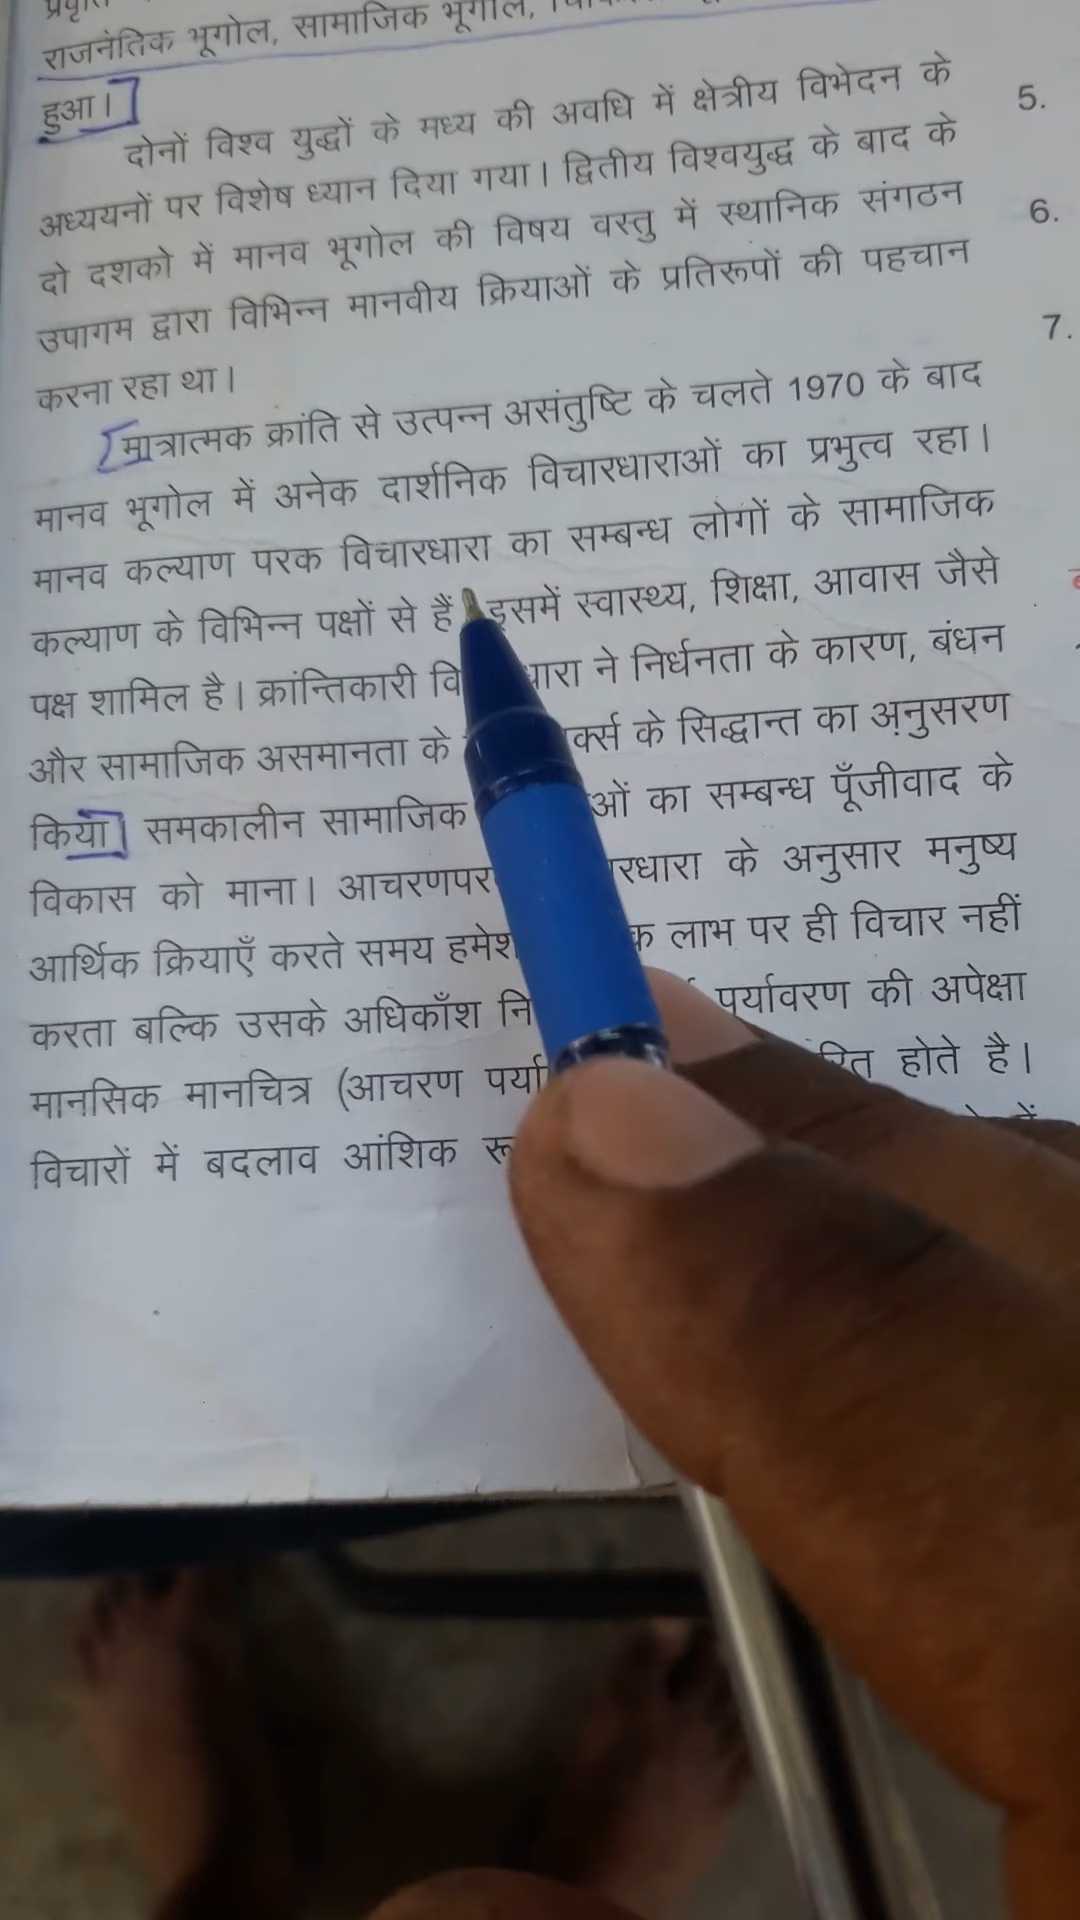 राजनैतिक भूगोल, सामाजिक भूगोल,
हुआ।
दोनों विश्व युद्धों के मध्य की अवधि में क्षेत्रीय विभेदन के
अध्ययनों पर विशेष ध्यान दिया गया। द्वितीय विश्वयुद्ध के बाद के
दो दशको में मानव भूगोल की विषय वस्तु में स्थानिक संगठन
उपागम द्वारा विभिन्न मानवीय क्रियाओं के प्रतिरूपों की पहचान
करना रहा था।
मात्रात्मक क्रांति से उत्पन्न असंतुष्टि के चलते 1970 के बाद
मानव भूगोल में अनेक दार्शनिक विचारधाराओं का प्रभुत्व रहा।
मानव कल्याण परक विचारधारा का सम्बन्ध लोगों के सामाजिक
कल्याण के विभिन्न पक्षों से हैं इसमें स्वास्थ्य, शिक्षा, आवास जैसे
पक्ष शामिल है। क्रांन्तिकारी ने निर्धनता के कारण, बंधन
और सामाजिक असमानता के के सिद्धान्त का अनुसरण
किया। समकालीन सामाजिक का सम्बन्ध पूँजीवाद के
विकास को माना। के अनुसार मनुष्य
आर्थिक क्रियाएँ करते समय लाभ पर ही विचार नहीं
करता बल्कि उसके अधिकाँश पर्यावरण की अपेक्षा
मानसिक मानचित्र (आचरण होते है।
विचारों में बदलाव आंशिक
5.
6.
7.